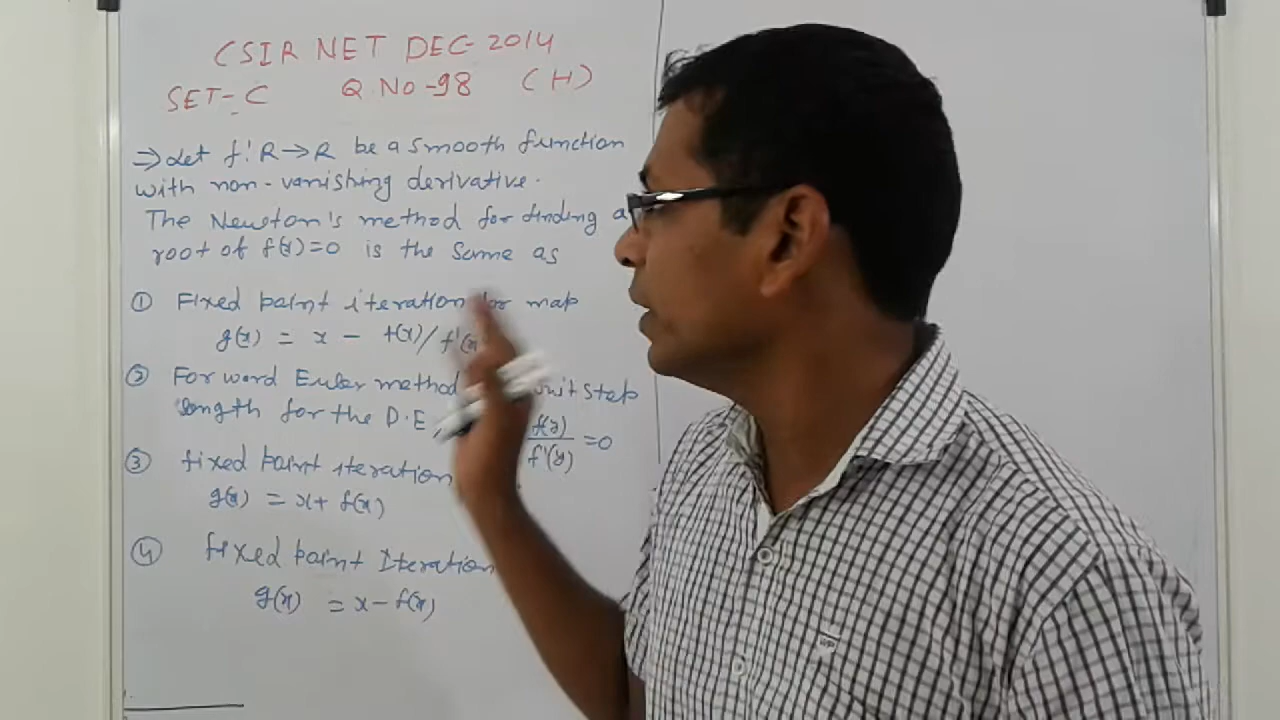 CSIR NET DEC-2014
SET-C Q.NO-98 (H)
⇒ Let f: R→R be a smooth function
with non-vanishing derivative.
The Newton's method for finding a
root of f(x)=0 is the same as
① Fixed point iteration for map
g(x) = x - f(x)/f'(x
② Forword Euler method unit step
length for the D.E, f(y)/f'(y) =0
③ fixed point iteration
g(x) = x+ f(x)
④ fixed point Iteration
g(x) = x-f(x)
WP